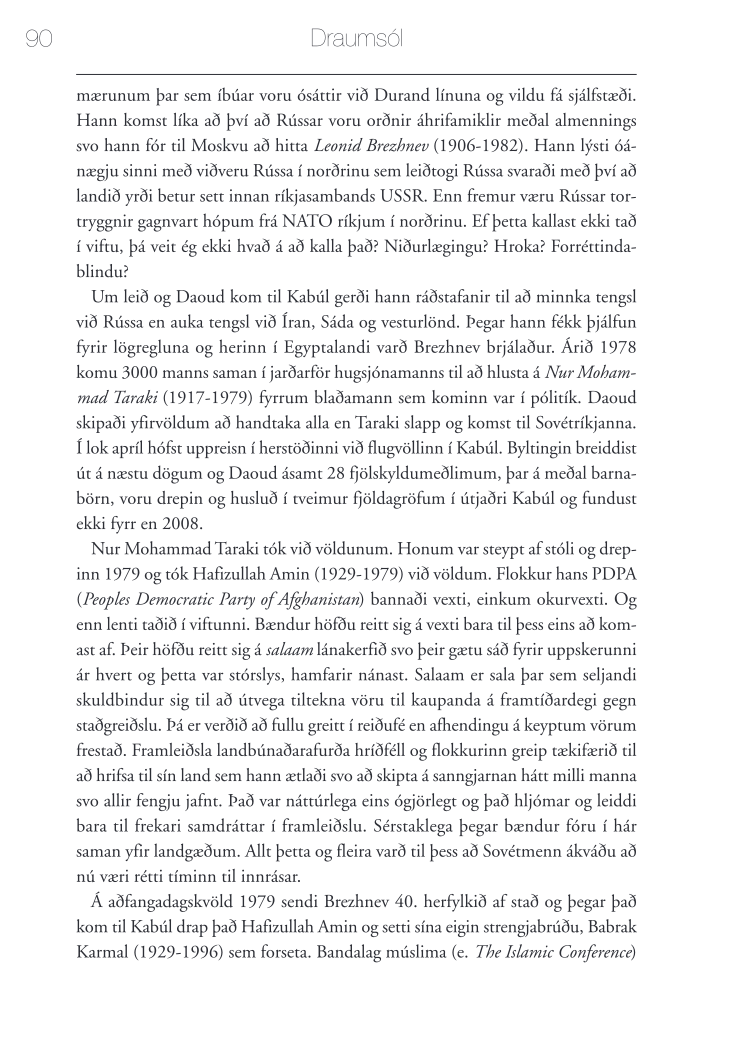 90
Draumsól
mærunum þar sem íbúar voru ósáttir við Durand línuna og vildu fá sjálfstæði.
Hann komst líka að því að Rússar voru orðnir áhrifamiklir meðal almennings
svo hann fór til Moskvu að hitta Leonid Brezhnev (1906-1982). Hann lýsti óá-
nægju sinni með viðveru Rússa í norðrinu sem leiðtogi Rússa svaraði með því að
landið yrði betur sett innan ríkjasambands USSR. Enn fremur væru Rússar tor-
tryggnir gagnvart hópum frá NATO ríkjum í norðrinu. Ef þetta kallast ekki tað
í viftu, þá veit ég ekki hvað á að kalla það? Niðurlægingu? Hroka? Forréttinda-
blindu?
Um leið og Daoud kom til Kabúl gerði hann ráðstafanir til að minnka tengsl
við Rússa en auka tengsl við Íran, Sáda og vesturlönd. Þegar hann fékk þjálfun
fyrir lögregluna og herinn í Egyptalandi varð Brezhnev brjálaður. Árið 1978
komu 3000 manns saman í jarðarför hugsjónamanns til að hlusta á Nur Moham-
mad Taraki (1917-1979) fyrrum blaðamann sem kominn var í pólitík. Daoud
skipaði yfirvöldum að handtaka alla en Taraki slapp og komst til Sovétríkjanna.
Í lok apríl hófst uppreisn í herstöðinni við flugvöllinn í Kabúl. Byltingin breiddist
út á næstu dögum og Daoud ásamt 28 fjölskyldumeðlimum, þar á meðal barna-
börn, voru drepin og husluð í tveimur fjöldagröfum í útjaðri Kabúl og fundust
ekki fyrr en 2008.
Nur Mohammad Taraki tók við völdunum. Honum var steypt af stóli og drep-
inn 1979 og tók Hafizullah Amin (1929-1979) við völdum. Flokkur hans PDPA
(Peoples Democratic Party of Afghanistan) bannaði vexti, einkum okurvexti. Og
enn lenti taðið í viftunni. Bændur höfðu reitt sig á vexti bara til þess eins að kom-
ast af. Þeir höfðu reitt sig á salaam lánakerfið svo þeir gætu sáð fyrir uppskerunni
ár hvert og þetta var stórslys, hamfarir nánast. Salaam er sala þar sem seljandi
skuldbindur sig til að útvega tiltekna vöru til kaupanda á framtíðardegi gegn
staðgreiðslu. Þá er verðið að fullu greitt í reiðufé en afhendingu á keyptum vörum
frestað. Framleiðsla landbúnaðarafurða hríðféll og flokkurinn greip tækifærið til
að hrifsa til sín land sem hann ætlaði svo að skipta á sanngjarnan hátt milli manna
svo allir fengju jafnt. Það var náttúrlega eins ógjörlegt og það hljómar og leiddi
bara til frekari samdráttar í framleiðslu. Sérstaklega þegar bændur fóru í hár
saman yfir landgæðum. Allt þetta og fleira varð til þess að Sovétmenn ákváðu að
nú væri rétti tíminn til innrásar.
Á aðfangadagskvöld 1979 sendi Brezhnev 40. herfylkið af stað og þegar það
kom til Kabúl drap það Hafizullah Amin og setti sína eigin strengjabrúðu, Babrak
Karmal (1929-1996) sem forseta. Bandalag múslima (e. The Islamic Conference)